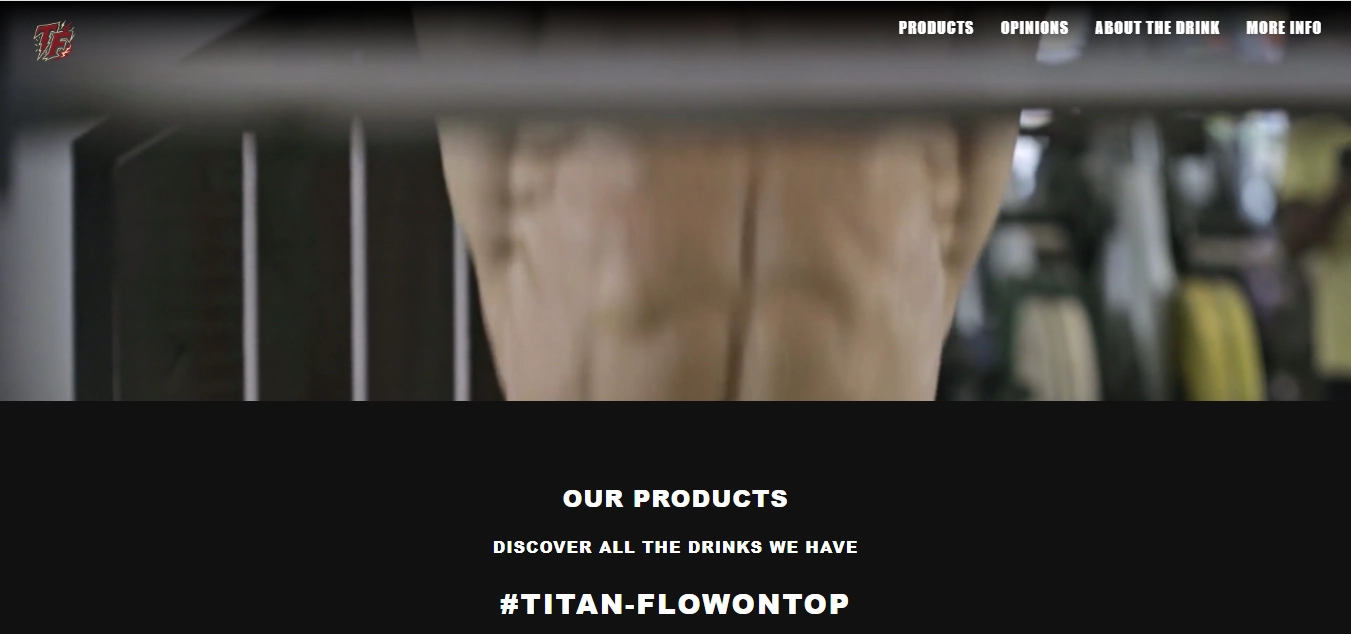 TF
PRODUCTS OPINIONS ABOUT THE DRINK MORE INFO
OUR PRODUCTS
DISCOVER ALL THE DRINKS WE HAVE
#TITAN-FLOWONTOP